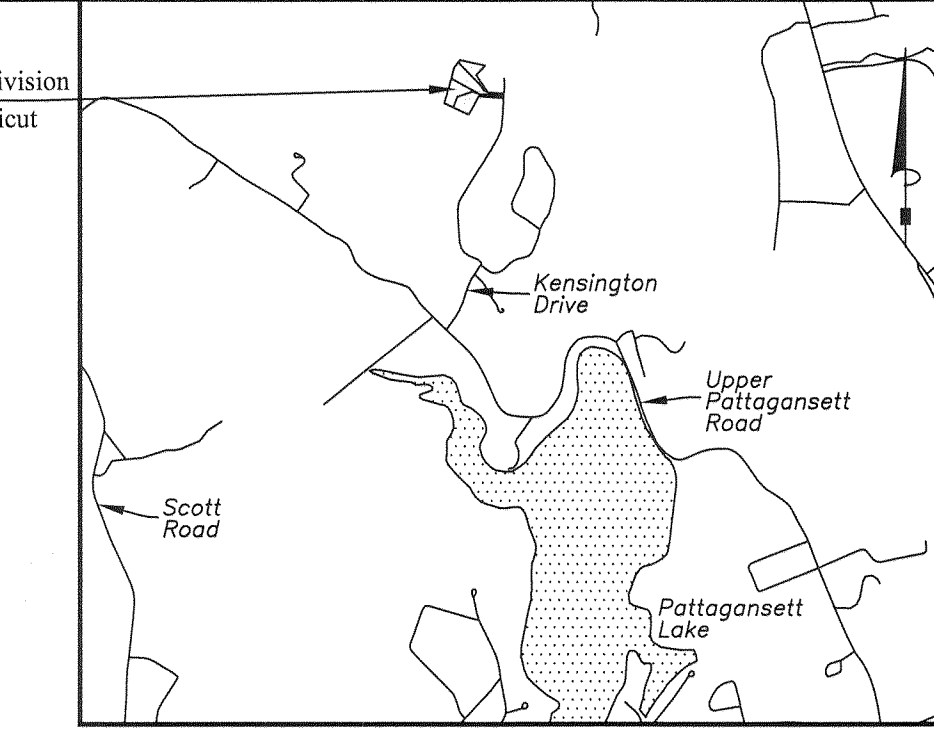 ivision
icut
Kensington
Drive
Upper
Pattagansett
Road
Scott
Road
Pattagansett
Lake